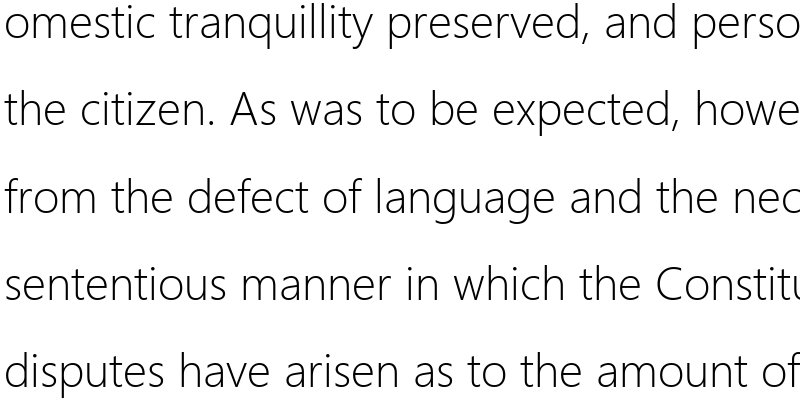 omestic tranquillity preserved, and perso
the citizen. As was to be expected, howe
from the defect of language and the nec
sententious manner in which the Constitu
disputes have arisen as to the amount of